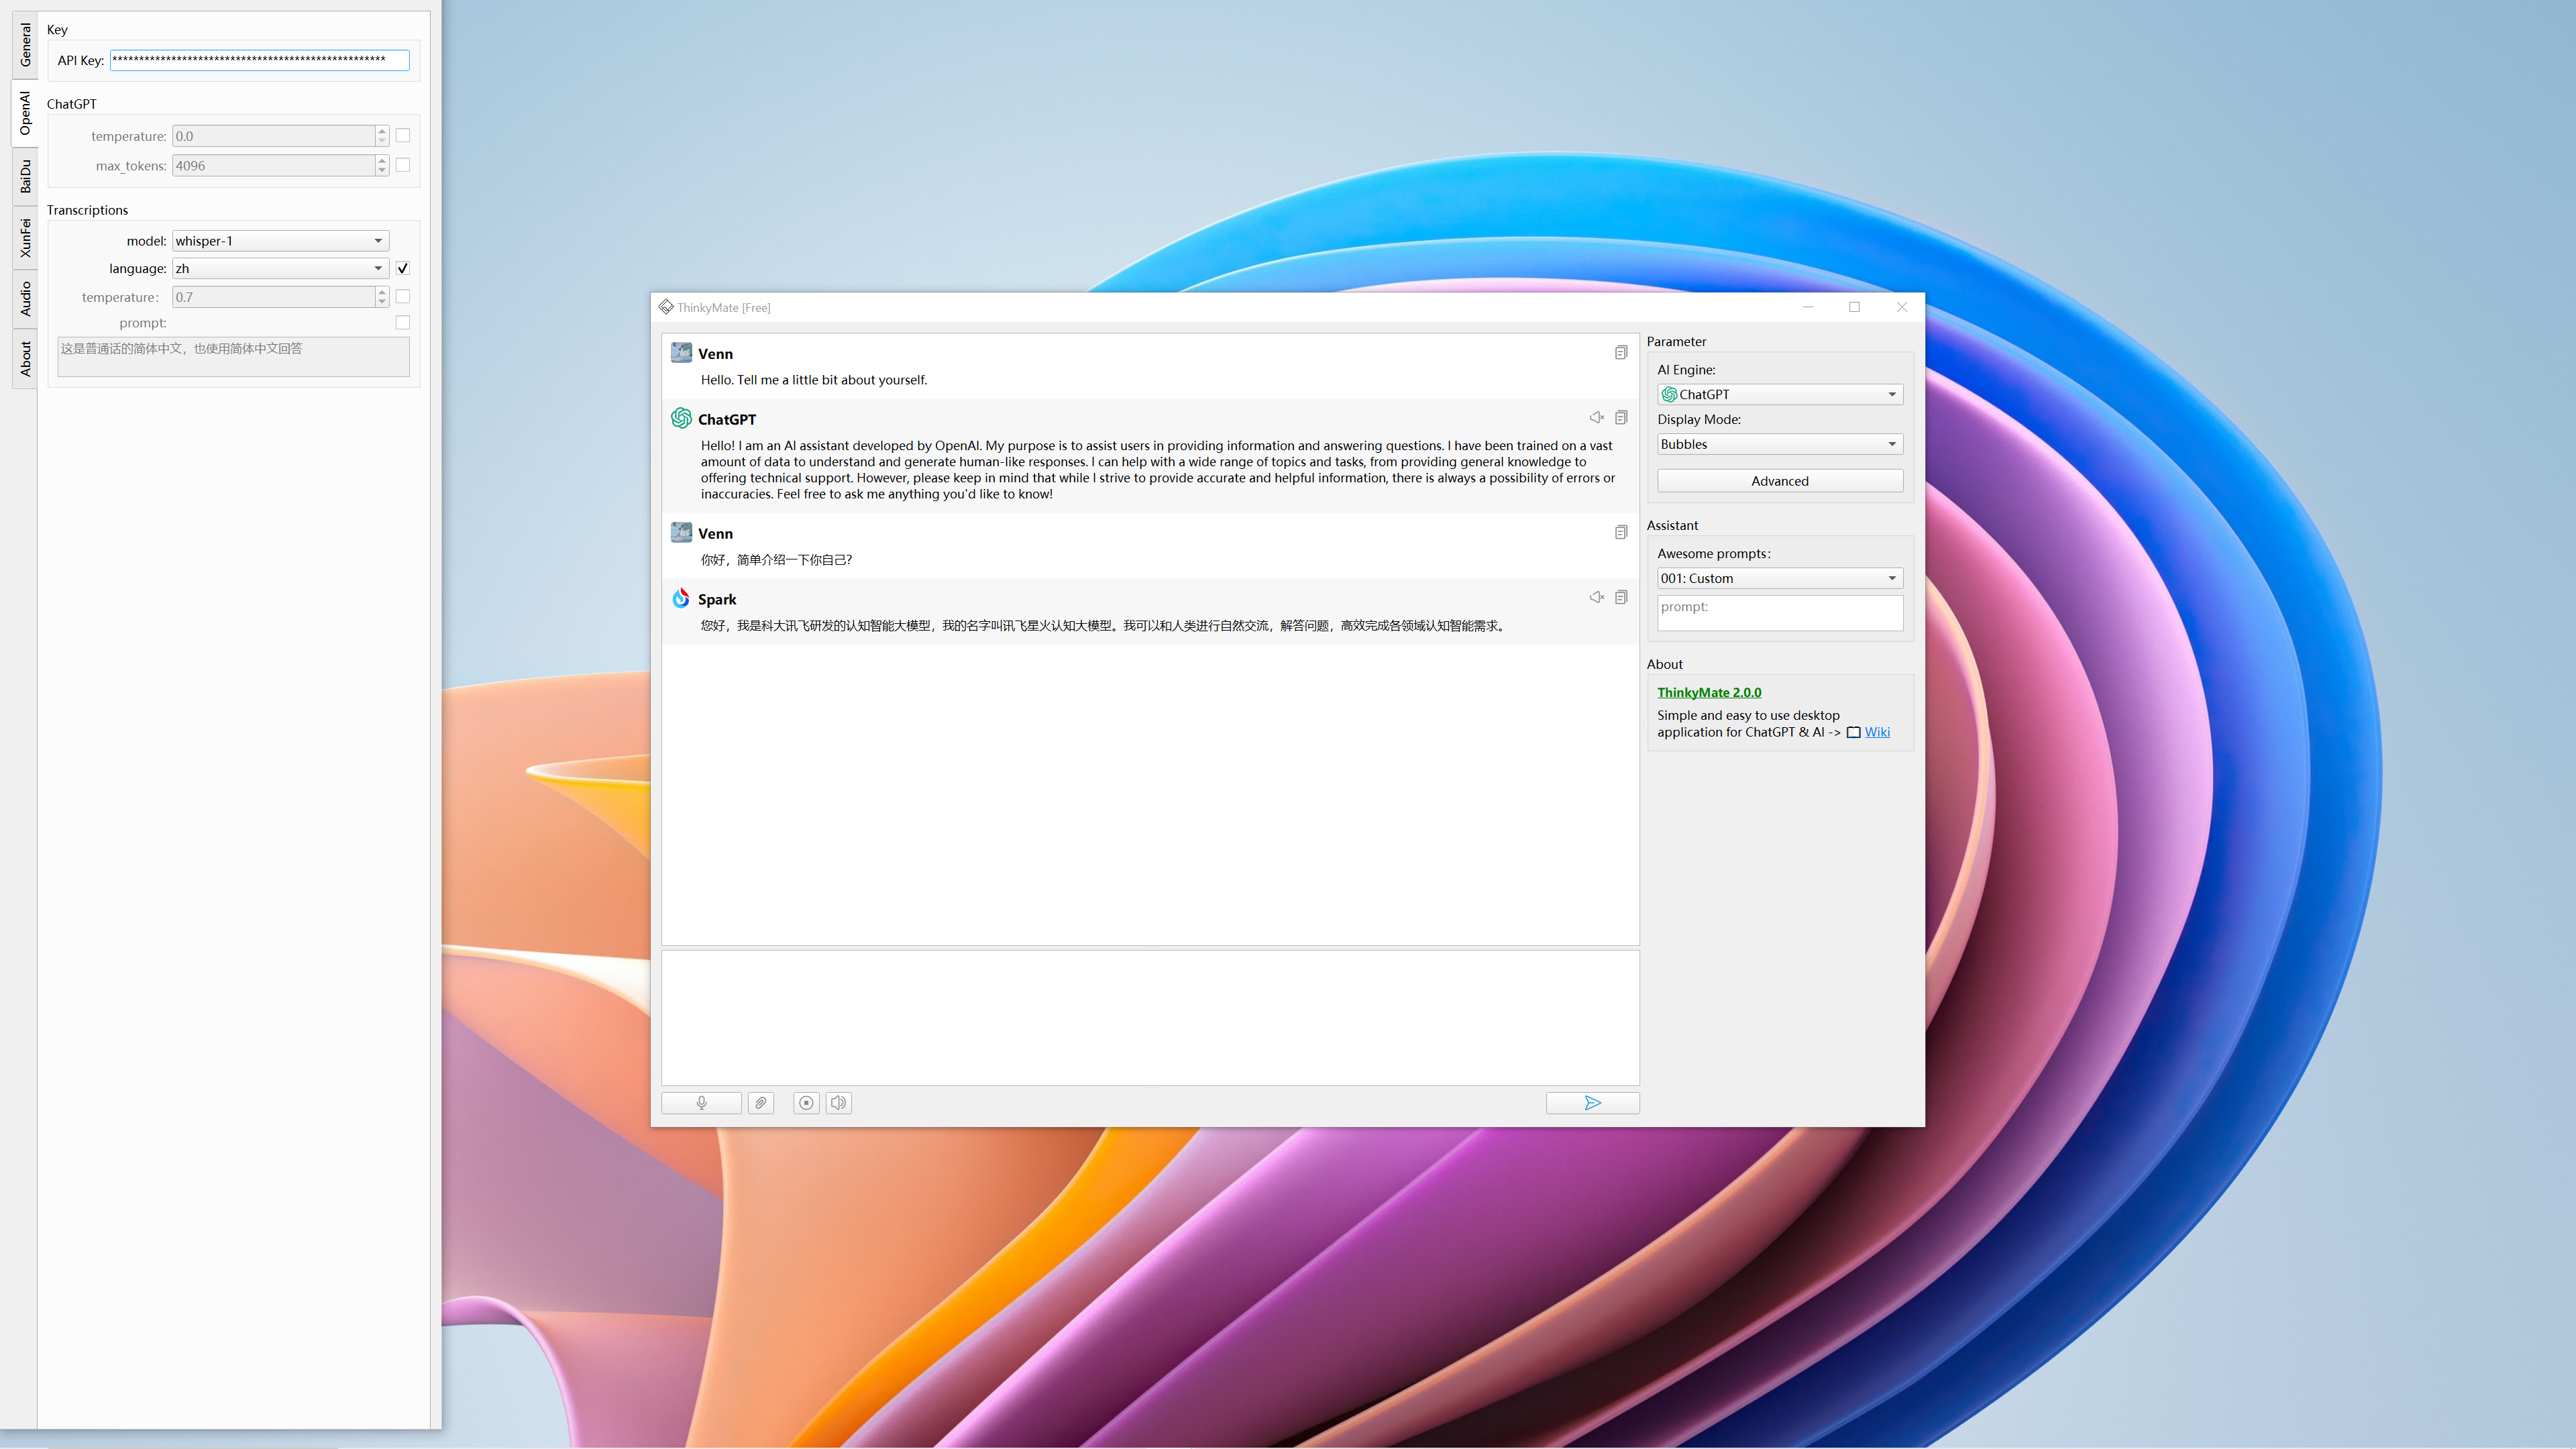 General
OpenAI
BaiDu
XunFei
Audio
About
Key
API Key: ***************************************************
ChatGPT
temperature: 0.0
max_tokens: 4096
Transcriptions
model: whisper-1
language: zh
temperature: 0.7
prompt:
这是普通话的简体中文，也使用简体中文回答
ThinkyMate [Free]
Venn
Hello. Tell me a little bit about yourself.
ChatGPT
Hello! I am an AI assistant developed by OpenAI. My purpose is to assist users in providing information and answering questions. I have been trained on a vast
amount of data to understand and generate human-like responses. I can help with a wide range of topics and tasks, from providing general knowledge to
offering technical support. However, please keep in mind that while I strive to provide accurate and helpful information, there is always a possibility of errors or
inaccuracies. Feel free to ask me anything you'd like to know!
Venn
你好，简单介绍一下你自己？
Spark
您好，我是科大讯飞研发的认知智能大模型，我的名字叫讯飞星火认知大模型。我可以和人类进行自然交流，解答问题，高效完成各领域认知智能需求。
Parameter
AI Engine:
ChatGPT
Display Mode:
Bubbles
Advanced
Assistant
Awesome prompts:
001: Custom
prompt:
About
ThinkyMate 2.0.0
Simple and easy to use desktop
application for ChatGPT & AI -> Wiki